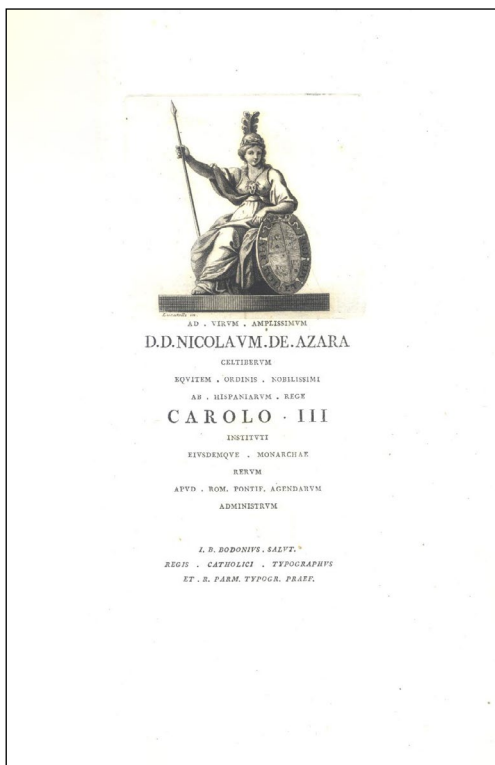 AD . VIRVM . AMPLISSIMVM
D.D.NICOLAVM.DE.AZARA
CELTIBERVM
EQVITEM . ORDINIS . NOBILISSIMI
AB . HISPANIARVM . REGE
CAROLO · III
INSTITVTI
EIVSDEMQVE . MONARCHAE
RERVM
APVD . ROM. PONTIF. AGENDARVM
ADMINISTRVM
I. B. BODONIVS. SALVT.
REGIS . CATHOLICI . TYPOGRAPHVS
ET . R. PARM. TYPOGR. PRAEF.